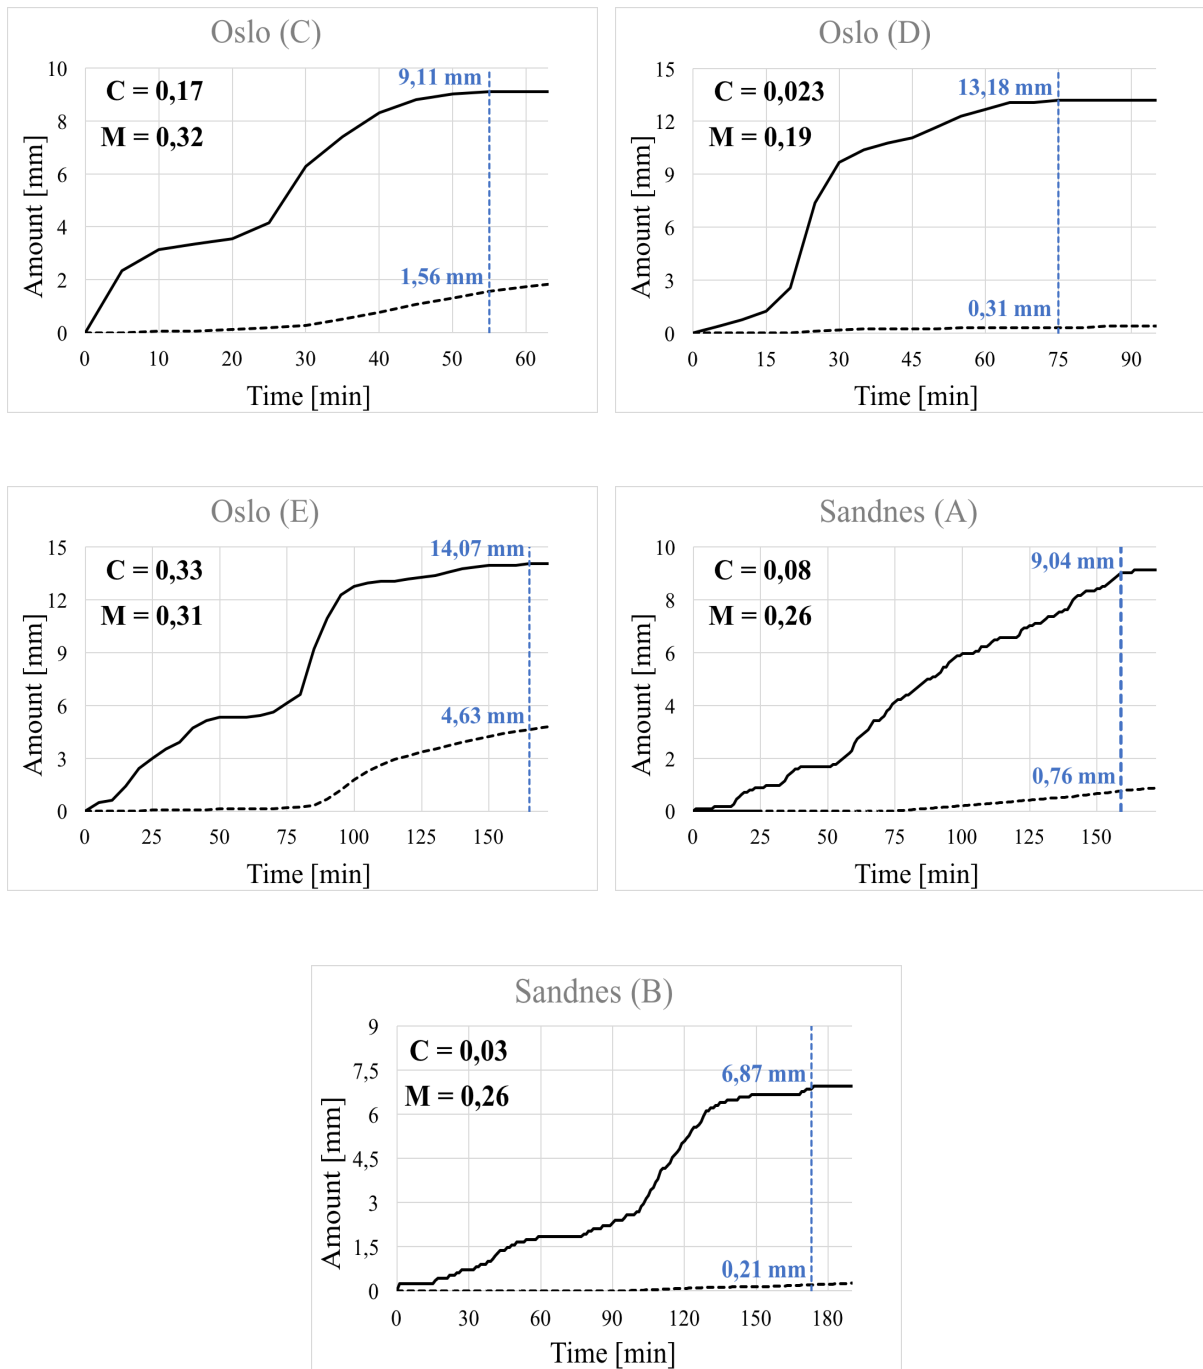 Oslo (C)
10
8
6
4
2
0
Amount [mm]
C = 0,17
M = 0,32
9,11 mm
1,56 mm
0 10 20 30 40 50 60
Time [min]
Oslo (D)
15
12
9
6
3
0
Amount [mm]
C = 0,023
M = 0,19
13,18 mm
0,31 mm
0 15 30 45 60 75 90
Time [min]
Oslo (E)
15
12
9
6
3
0
Amount [mm]
C = 0,33
M = 0,31
14,07 mm
4,63 mm
0 25 50 75 100 125 150
Time [min]
Sandnes (A)
10
8
6
4
2
0
Amount [mm]
C = 0,08
M = 0,26
9,04 mm
0,76 mm
0 25 50 75 100 125 150
Time [min]
Sandnes (B)
9
7,5
6
4,5
3
1,5
0
Amount [mm]
C = 0,03
M = 0,26
6,87 mm
0,21 mm
0 30 60 90 120 150 180
Time [min]